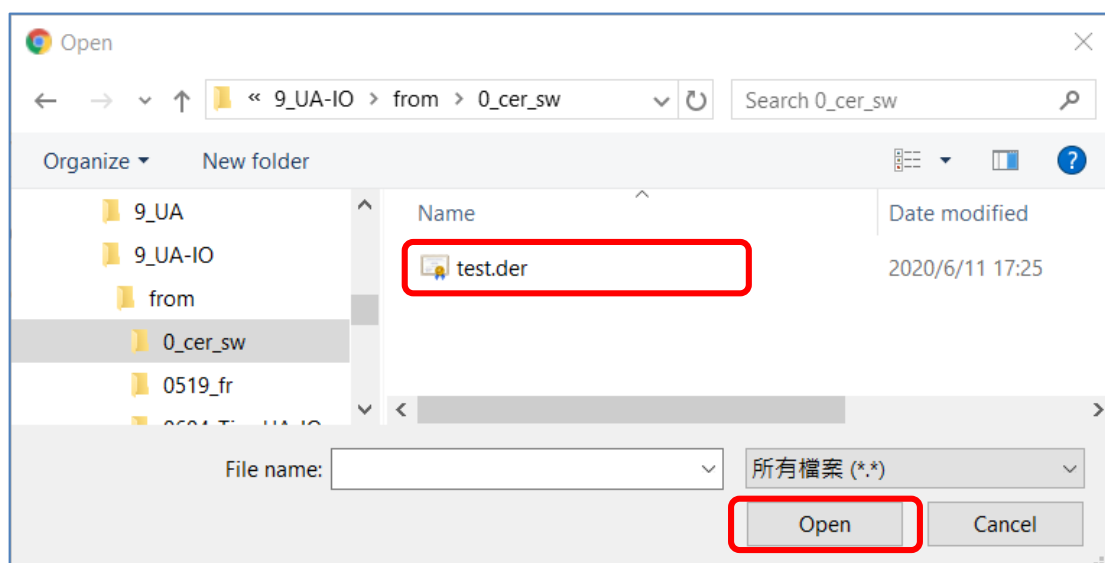 Open
« 9_UA-IO > from > 0_cer_sw
Search 0_cer_sw
Organize
New folder
9_UA
9_UA-IO
from
0_cer_sw
0519_fr
Name
Date modified
test.der
2020/6/11 17:25
File name:
所有檔案 (*.*)
Open
Cancel